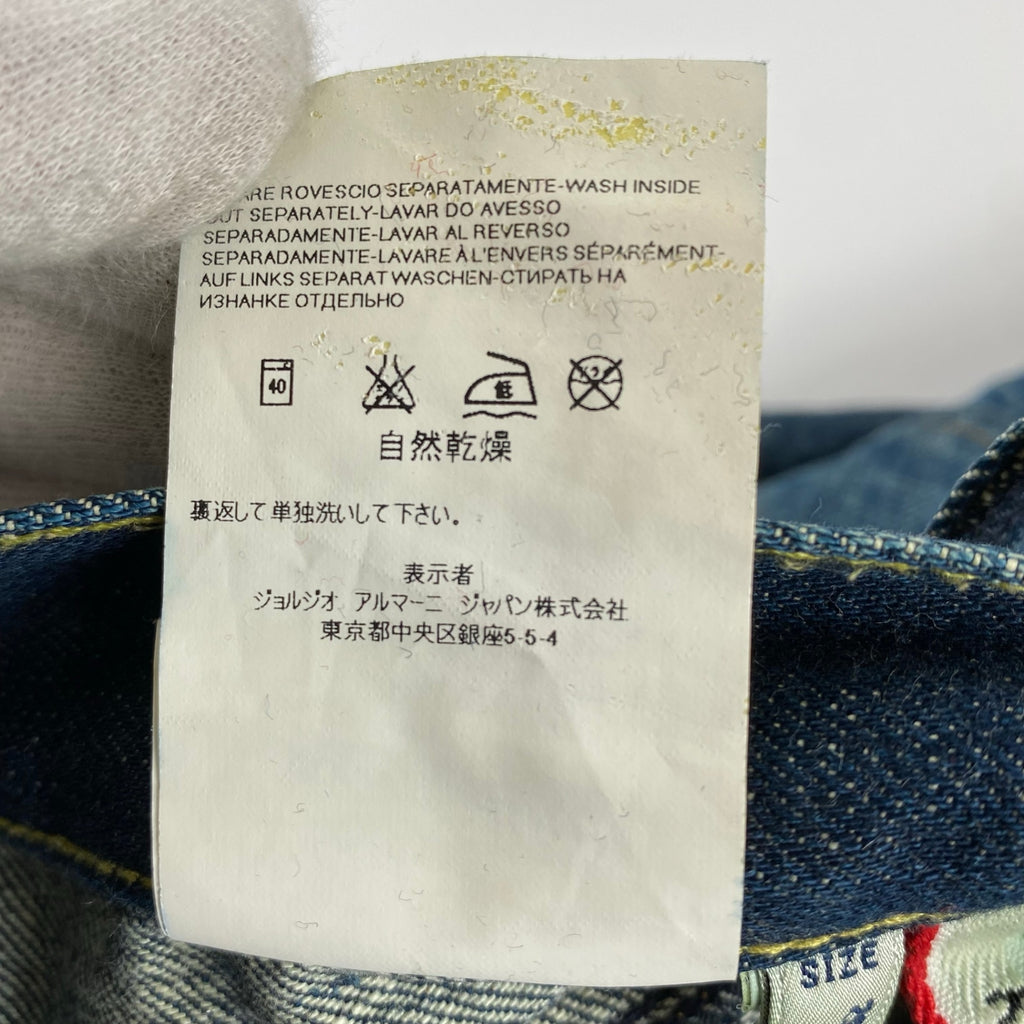 ROVESCIO SEPARATAMENTE-WASH INSIDE
OUT SEPARATELY-LAVAR DO AVESSO
SEPARADAMENTE-LAVAR AL REVERSO
SEPARADAMENTE-LAVARE À L'ENVERS SÉPARÉMENT-
AUF LINKS SEPARAT WASCHEN-СТИРАТЬ НА
ИЗНАНКЕ ОТДЕЛЬНО
40 低
自然乾燥
裏返して単独洗いして下さい。
表示者
ジョルジオ アルマーニ ジャパン株式会社
東京都中央区銀座5-5-4
SIZE